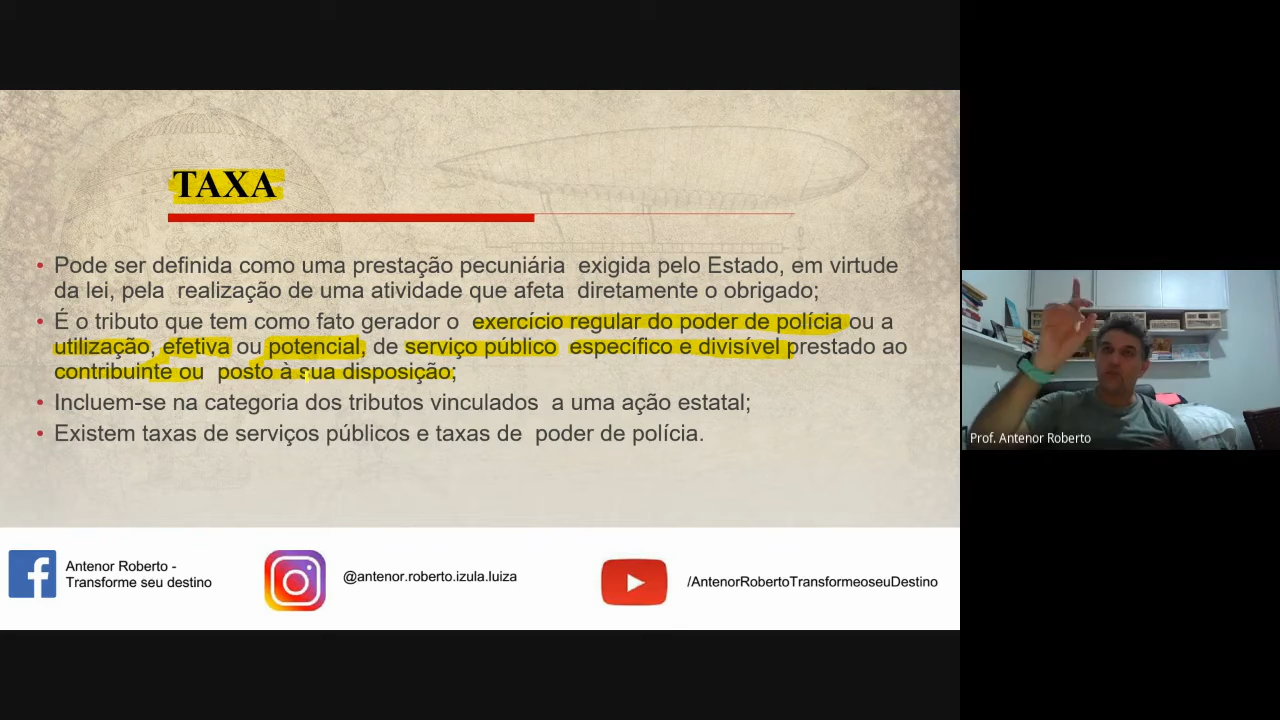 TAXA
• Pode ser definida como uma prestação pecuniária exigida pelo Estado, em virtude
da lei, pela realização de uma atividade que afeta diretamente o obrigado;
• É o tributo que tem como fato gerador o exercício regular do poder de polícia ou a
utilização, efetiva ou potencial, de serviço público específico e divisível prestado ao
contribuinte ou posto à sua disposição;
• Incluem-se na categoria dos tributos vinculados a uma ação estatal;
• Existem taxas de serviços públicos e taxas de poder de polícia.
Antenor Roberto -
Transforme seu destino
@antenor.roberto.izula.luiza
/AntenorRobertoTransformeoseuDestino
Prof. Antenor Roberto